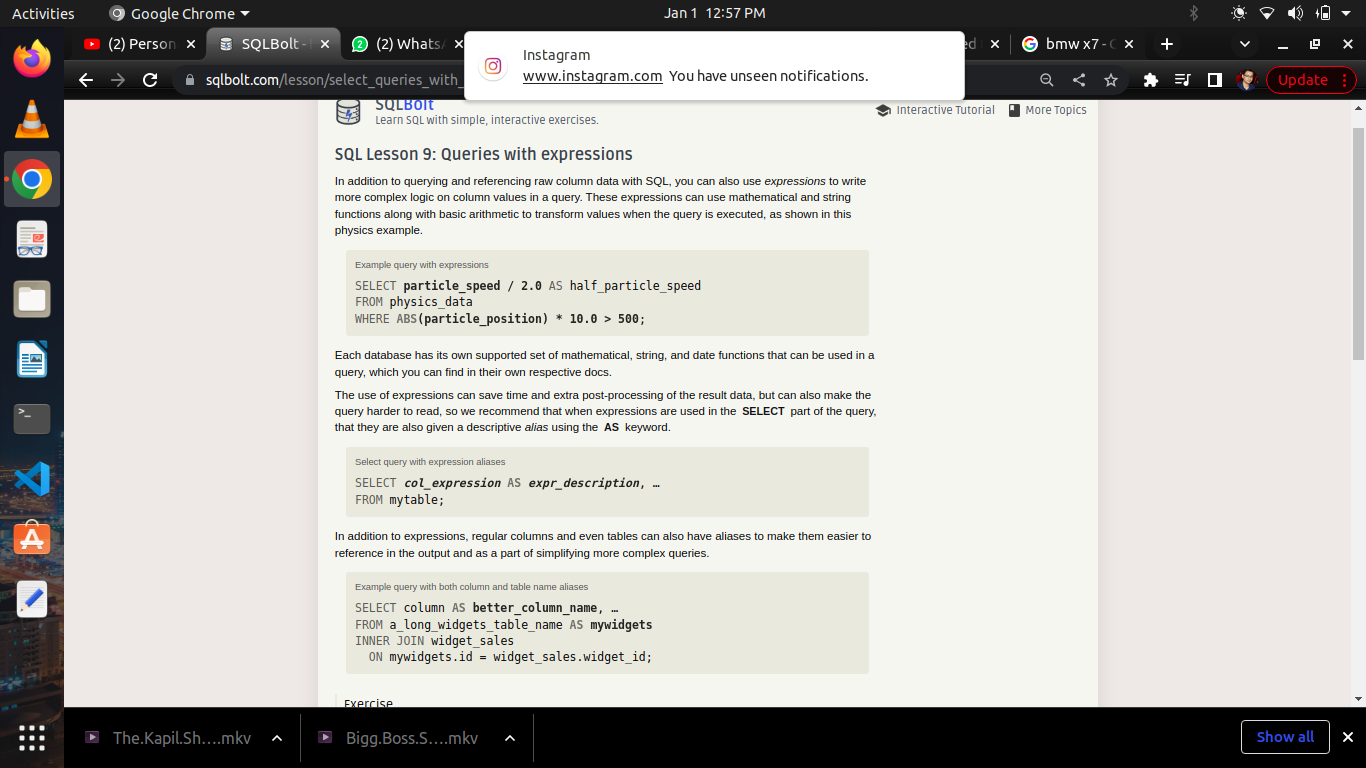 Activities
Google Chrome
Jan 1 12:57 PM
(2) Person
SQLBolt -
(2) Whats
bmw x7 -
Instagram
www.instagram.com You have unseen notifications.
sqlbolt.com/lesson/select_queries_with_
Update
SQLBolt
Learn SQL with simple, interactive exercises.
Interactive Tutorial
More Topics
SQL Lesson 9: Queries with expressions
In addition to querying and referencing raw column data with SQL, you can also use expressions to write
more complex logic on column values in a query. These expressions can use mathematical and string
functions along with basic arithmetic to transform values when the query is executed, as shown in this
physics example.
Example query with expressions
SELECT particle_speed / 2.0 AS half_particle_speed
FROM physics_data
WHERE ABS(particle_position) * 10.0 > 500;
Each database has its own supported set of mathematical, string, and date functions that can be used in a
query, which you can find in their own respective docs.
The use of expressions can save time and extra post-processing of the result data, but can also make the
query harder to read, so we recommend that when expressions are used in the SELECT part of the query,
that they are also given a descriptive alias using the AS keyword.
Select query with expression aliases
SELECT col_expression AS expr_description, …
FROM mytable;
In addition to expressions, regular columns and even tables can also have aliases to make them easier to
reference in the output and as a part of simplifying more complex queries.
Example query with both column and table name aliases
SELECT column AS better_column_name, …
FROM a_long_widgets_table_name AS mywidgets
INNER JOIN widget_sales
ON mywidgets.id = widget_sales.widget_id;
Exercise
The.Kapil.Sh....mkv
Bigg.Boss.S....mkv
Show all